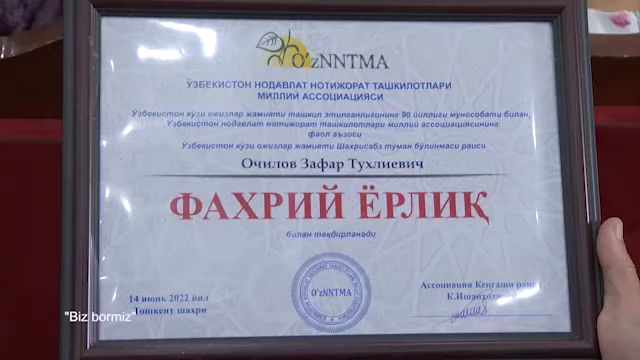 O'zNNTMA
ЎЗБЕКИСТОН НОДАВЛАТ НОТИЖОРАТ ТАШКИЛОТЛАРИ
МИЛЛИЙ АССОЦИАЦИЯСИ
Ўзбекистон кўзи ожизлар жамияти ташкил этилганлигининг 90 йиллиги муносабати билан,
Ўзбекистон нодавлат нотижорат ташкилотлари миллий ассоциациясининг
фаол аъзоси
Ўзбекистон кўзи ожизлар жамияти Шахрисабз туман бўлинмаси раиси
Очилов Зафар Тухлиевич
ФАХРИЙ ЁРЛИҚ
билан тақдирланади
O'zNNTMA
14 июнь 2022 йил
Тошкент шаҳри
Ассоциация Кенгаши раиси
"Biz bormiz"